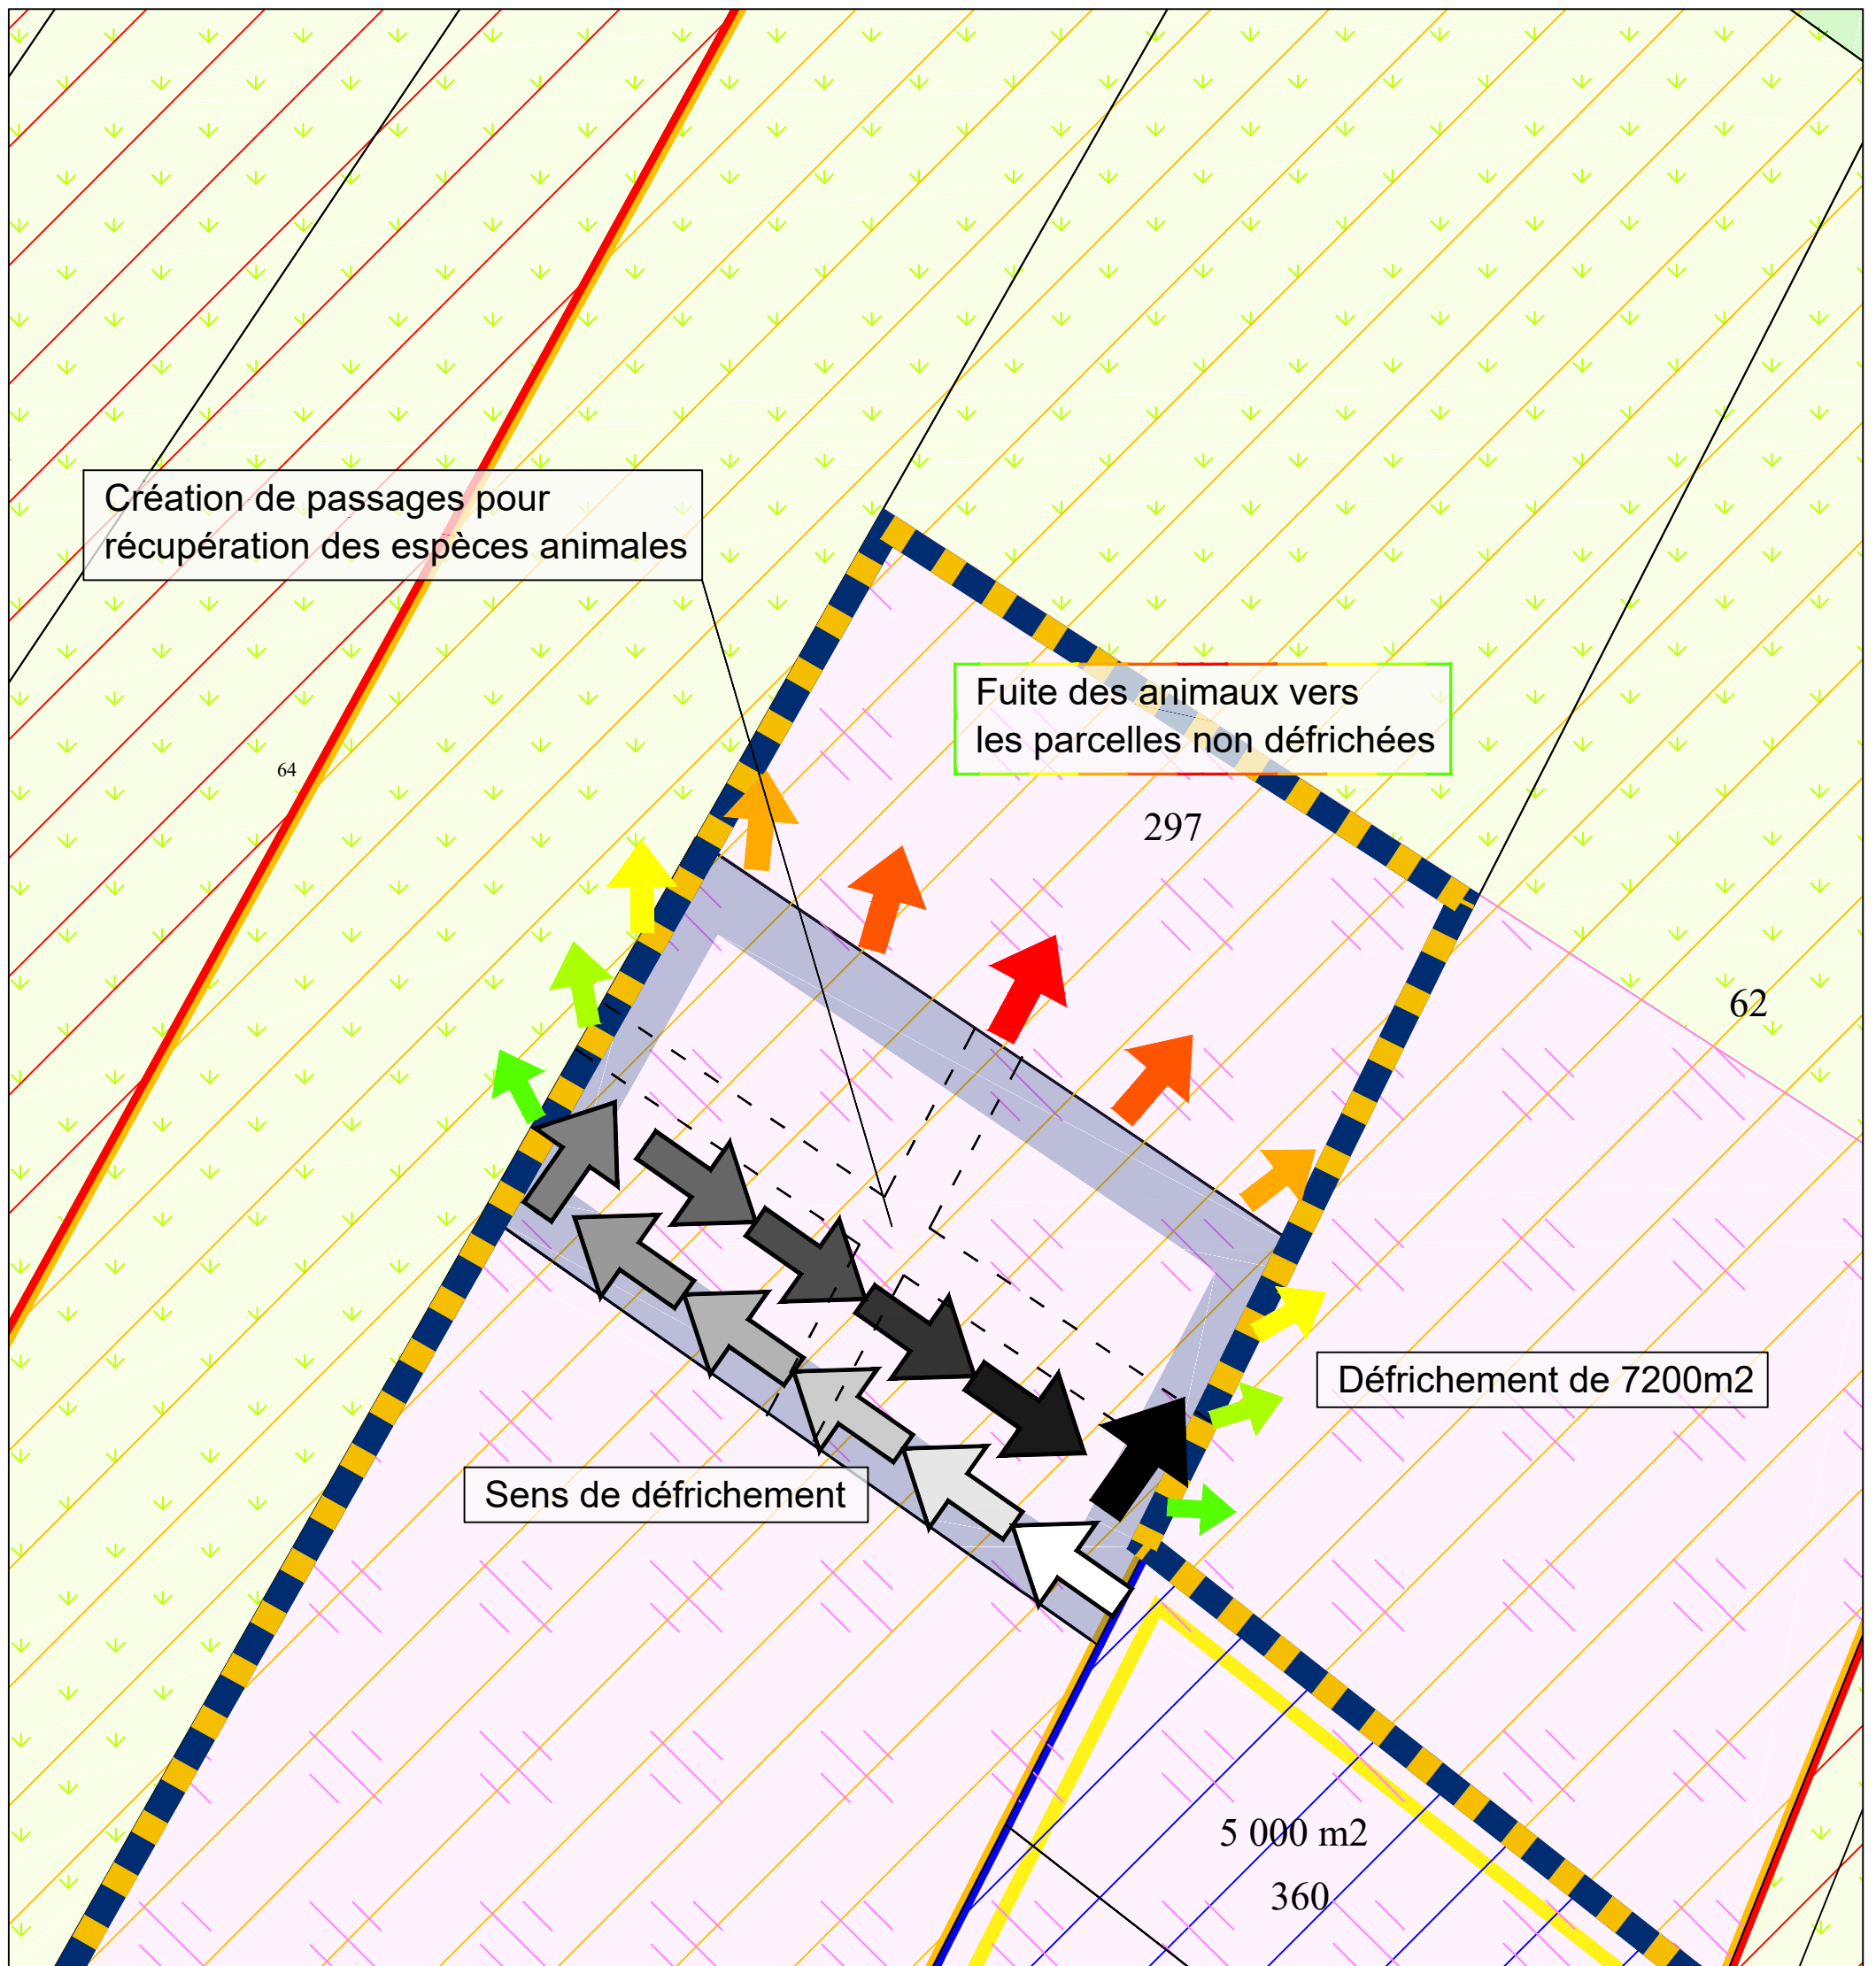 Création de passages pour
récupération des espèces animales
Fuite des animaux vers
les parcelles non défrichées
64
297
62
Défrichement de 7200m2
Sens de défrichement
5 000 m2
360